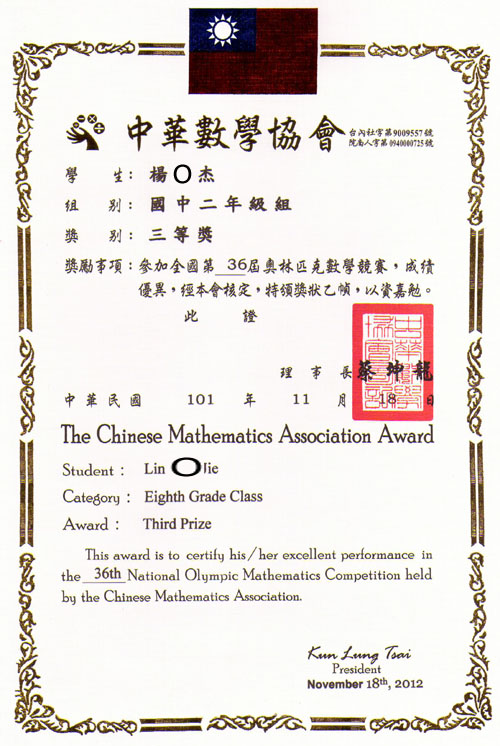 中華數學協會
台內社字第9009557號
院南人字第0940000725號
學 生：楊O杰
組 別：國中二年級組
獎 別：三等獎
獎勵事項：參加全國第 36屆奧林匹克數學競賽，成績
優異，經本會核定，特頒獎狀乙幀，以資嘉勉。
此 證
理 事 長 蔡坤龍
中華民國 101 年 11 月 18 日
The Chinese Mathematics Association Award
Student : Lin O Jie
Category : Eighth Grade Class
Award : Third Prize
This award is to certify his/her excellent performance in
the 36th National Olympic Mathematics Competition held
by the Chinese Mathematics Association.
Kun Lung Tsai
President
November 18th, 2012